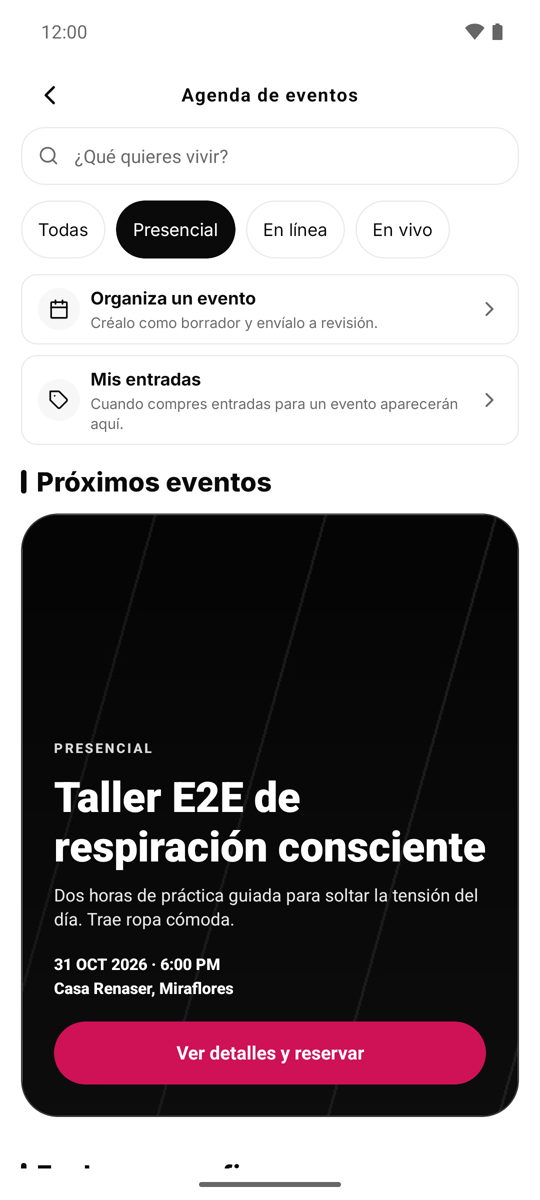 12:00
Agenda de eventos
¿Qué quieres vivir?
Todas
Presencial
En línea
En vivo
Organiza un evento
Créalo como borrador y envíalo a revisión.
Mis entradas
Cuando compres entradas para un evento aparecerán
aquí.
Próximos eventos
PRESENCIAL
Taller E2E de
respiración consciente
Dos horas de práctica guiada para soltar la tensión del
día. Trae ropa cómoda.
31 OCT 2026 · 6:00 PM
Casa Renaser, Miraflores
Ver detalles y reservar